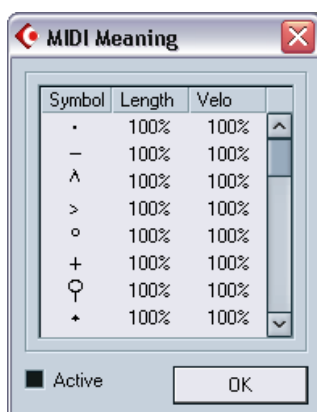 MIDI Meaning
Symbol Length Velo
. 100% 100%
– 100% 100%
^ 100% 100%
> 100% 100%
o 100% 100%
+ 100% 100%
⚲ 100% 100%
▾ 100% 100%
Active OK